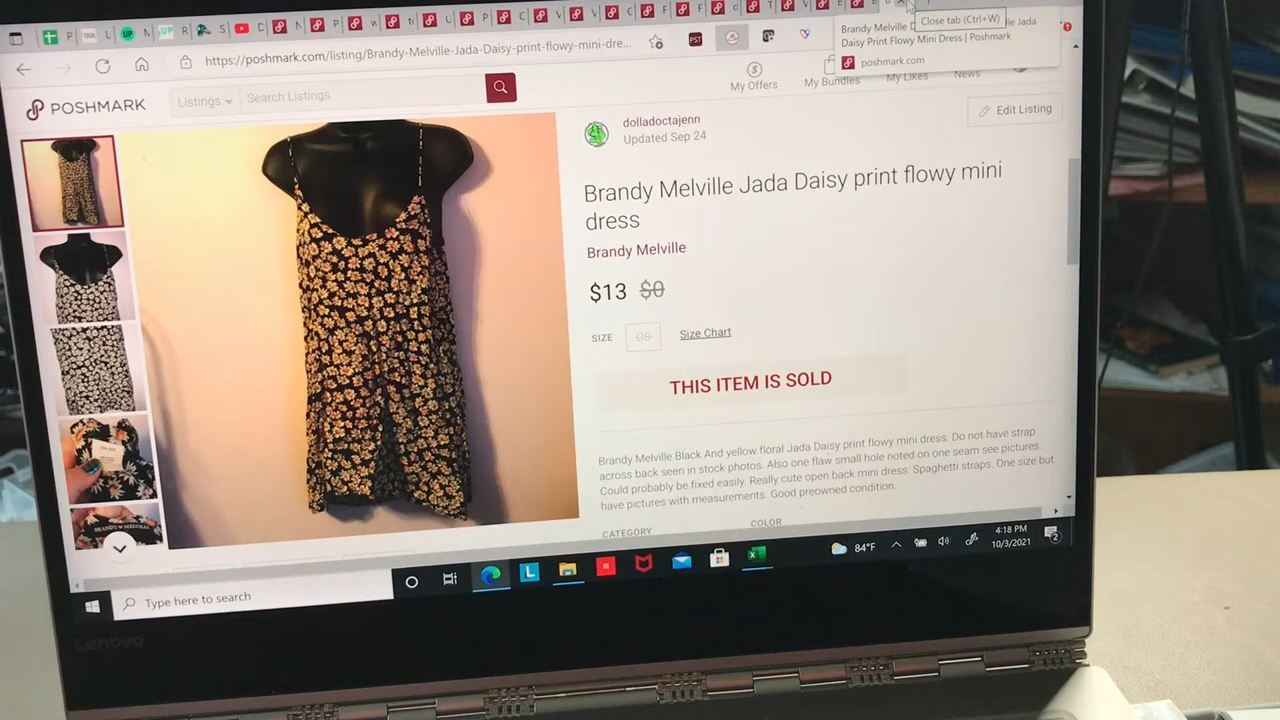 Close tab (Ctrl+W)
Brandy Melville
le Jada
Daisy Print Flowy Mini Dress | Poshmark
poshmark.com
https://poshmark.com/listing/Brandy-Melville-Jada-Daisy-print-flowy-mini-dre...
POSHMARK
Listings
Search Listings
My Offers
My Bundles
My Likes
News
dolladoctajenn
Updated Sep 24
Edit Listing
Brandy Melville Jada Daisy print flowy mini
dress
Brandy Melville
$13 $0
SIZE
OS
Size Chart
THIS ITEM IS SOLD
Brandy Melville Black And yellow floral Jada Daisy print flowy mini dress. Do not have strap
across back seen in stock photos. Also one flaw small hole noted on one seam see pictures.
Could probably be fixed easily. Really cute open back mini dress. Spaghetti straps. One size but
have pictures with measurements. Good preowned condition.
CATEGORY
COLOR
BRANDY MELVILLE
Type here to search
84°F
4:18 PM
10/3/2021
Lenovo